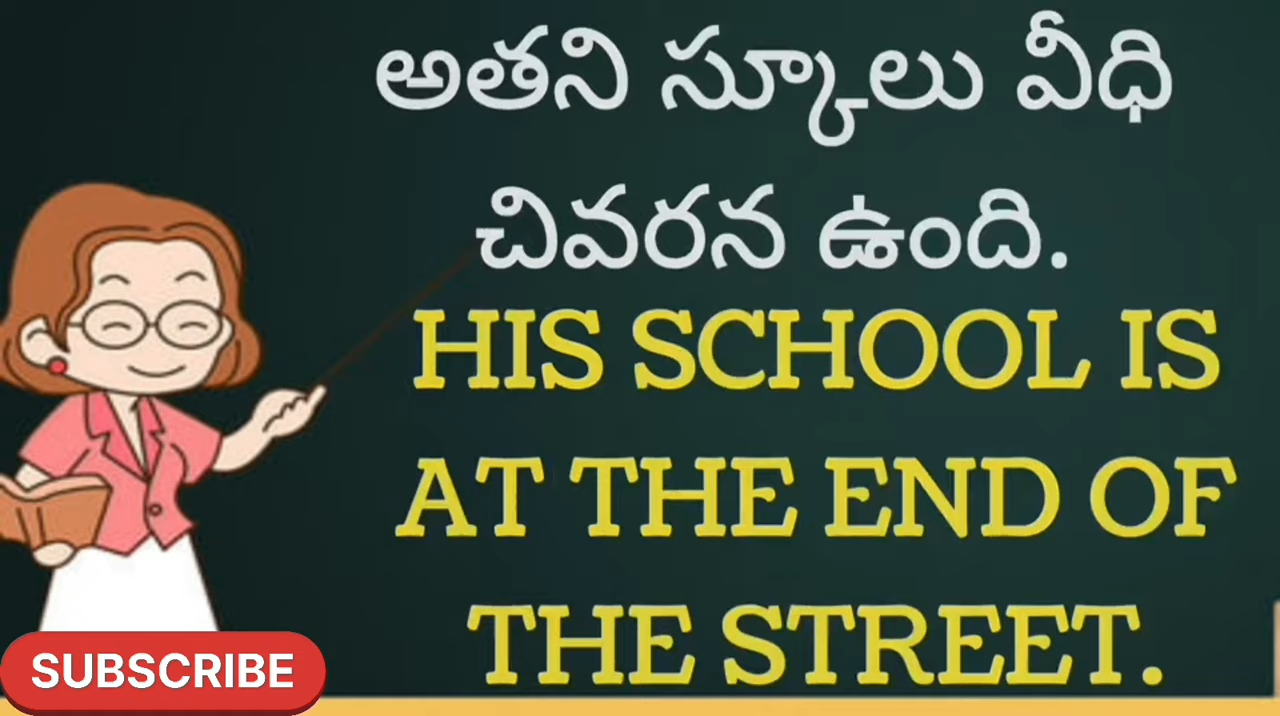 అతని స్కూలు వీధి
చివరన ఉంది.
HIS SCHOOL IS
AT THE END OF
THE STREET.
SUBSCRIBE